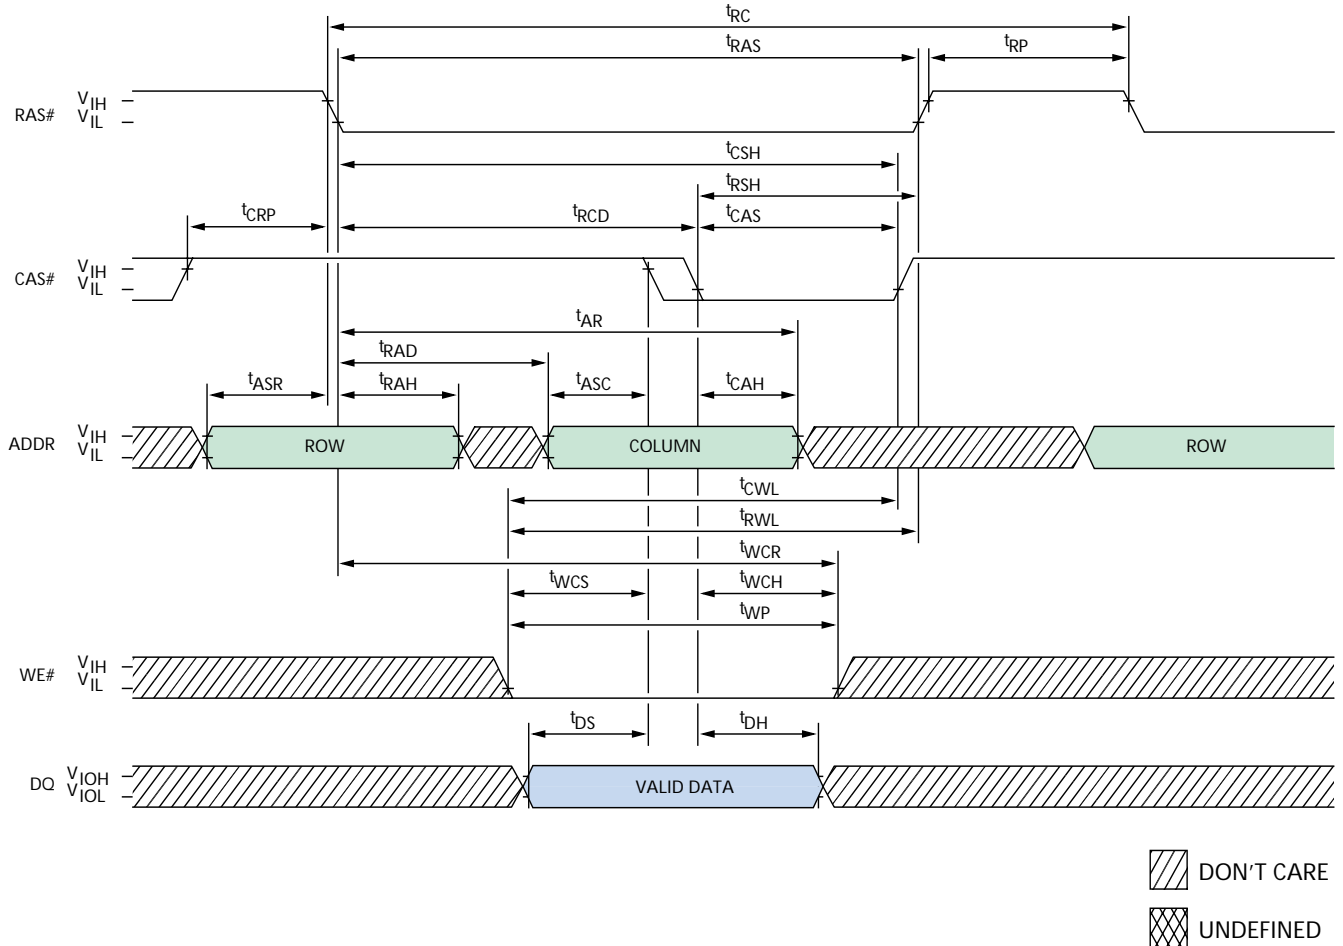 tRC
tRAS
tRP
RAS# VIH
VIL
tCSH
tRSH
tCRP
tRCD
tCAS
CAS# VIH
VIL
tAR
tRAD
tASR
tRAH
tASC
tCAH
ADDR VIH
VIL
ROW
COLUMN
ROW
tCWL
tRWL
tWCR
tWCS
tWCH
tWP
WE# VIH
VIL
tDS
tDH
DQ VIOH
VIOL
VALID DATA
DON'T CARE
UNDEFINED